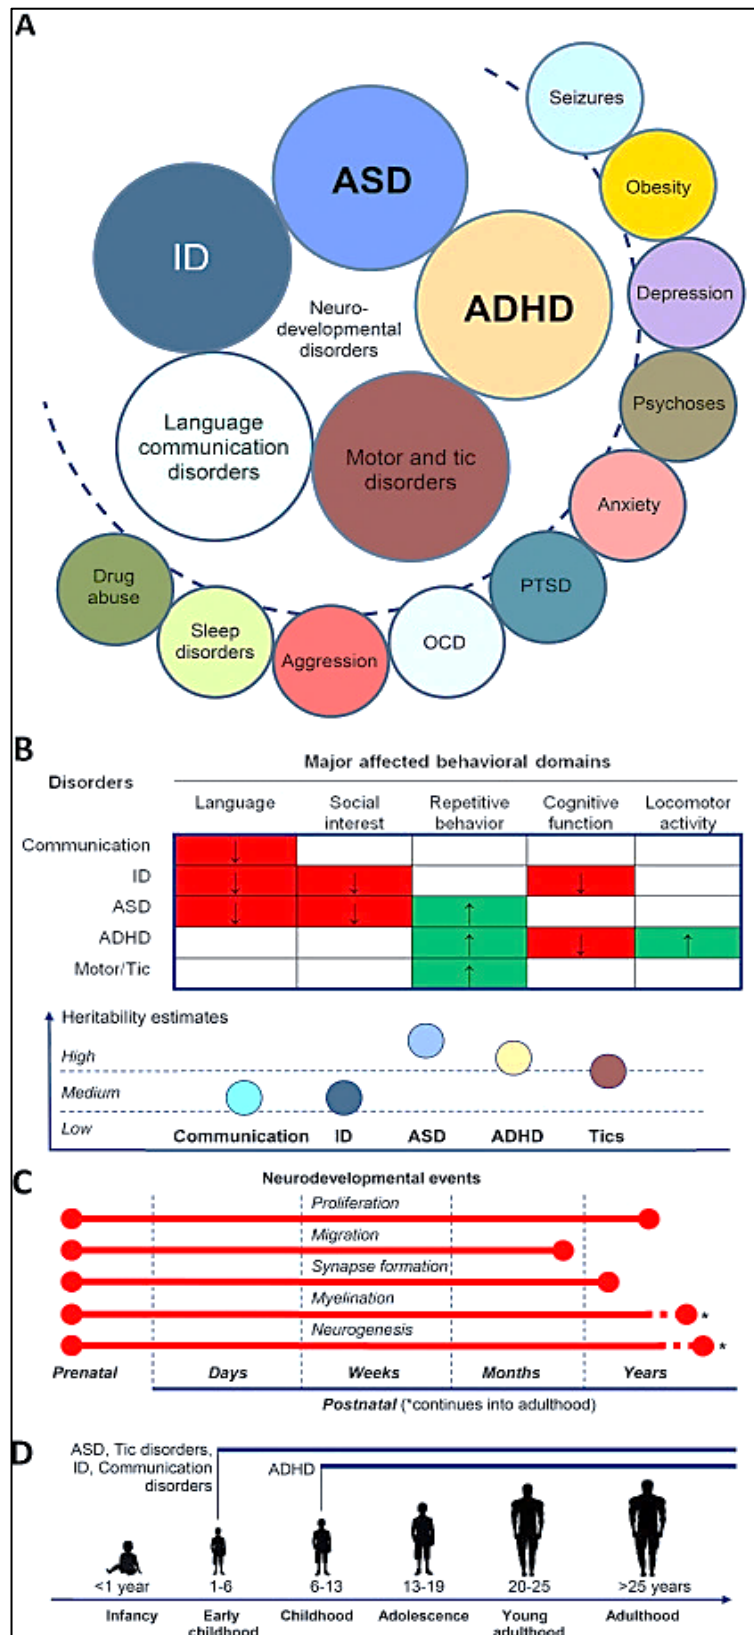 A
Seizures
ASD
Obesity
ID
ADHD
Depression
Neuro-
developmental
disorders
Psychoses
Language
communication
disorders
Motor and tic
disorders
Anxiety
Drug
abuse
PTSD
Sleep
disorders
OCD
Aggression
B
Major affected behavioral domains
Disorders
Language
Social
interest
Repetitive
behavior
Cognitive
function
Locomotor
activity
Communication ↓
ID ↓ ↓ ↓
ASD ↓ ↓ ↑
ADHD ↑ ↓ ↑
Motor/Tic ↑
Heritability estimates
High
Medium
Low
Communication ID ASD ADHD Tics
C
Neurodevelopmental events
Proliferation
Migration
Synapse formation
Myelination
*
Neurogenesis
*
Prenatal Days Weeks Months Years
Postnatal (*continues into adulthood)
D
ASD, Tic disorders,
ID, Communication
disorders
ADHD
<1 year 1-6 6-13 13-19 20-25 >25 years
Infancy
Early
childhood
Childhood
Adolescence
Young
adulthood
Adulthood